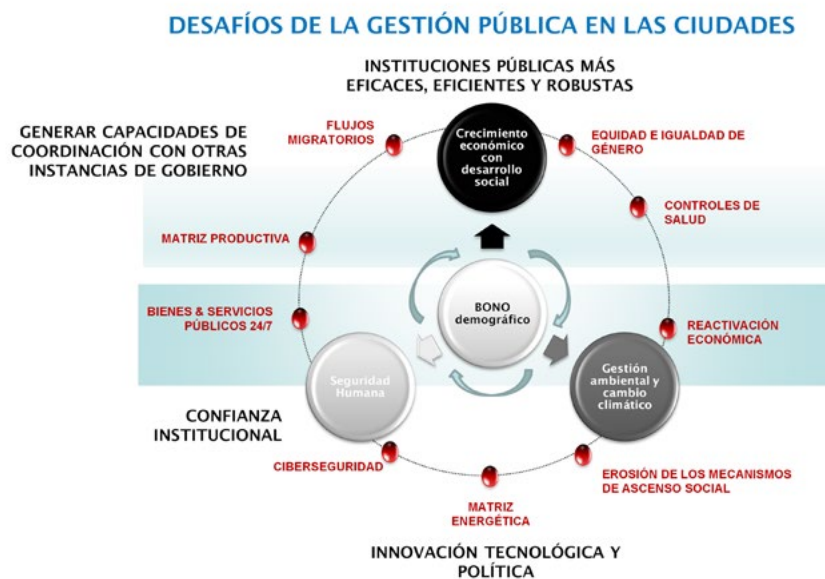 DESAFÍOS DE LA GESTIÓN PÚBLICA EN LAS CIUDADES
INSTITUCIONES PÚBLICAS MÁS
EFICACES, EFICIENTES Y ROBUSTAS
GENERAR CAPACIDADES DE
COORDINACIÓN CON OTRAS
INSTANCIAS DE GOBIERNO
FLUJOS
MIGRATORIOS
Crecimiento
económico
con
desarrollo
social
EQUIDAD E IGUALDAD DE
GÉNERO
CONTROLES DE
SALUD
MATRIZ PRODUCTIVA
BONO
demográfico
BIENES & SERVICIOS
PÚBLICOS 24/7
REACTIVACIÓN
ECONÓMICA
Seguridad
Humana
Gestión
ambiental y
cambio
climático
CONFIANZA
INSTITUCIONAL
CIBERSEGURIDAD
EROSIÓN DE LOS MECANISMOS
DE ASCENSO SOCIAL
MATRIZ
ENERGÉTICA
INNOVACIÓN TECNOLÓGICA Y
POLÍTICA